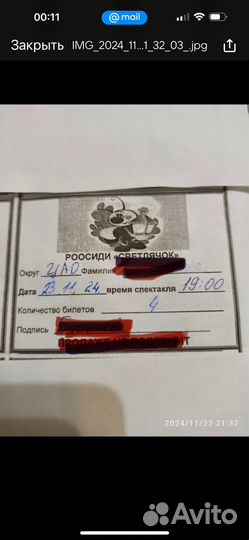 00:11
@mail
Закрыть IMG_2024_11...1_32_03_.jpg
РООСИДИ «СВЕТЛЯЧОК»
Округ ЦАО Фамилия
Дата 23 11. 24 время спектакля 19:00
Количество билетов 4
Подпись
2024/11/22 21:32
Avito